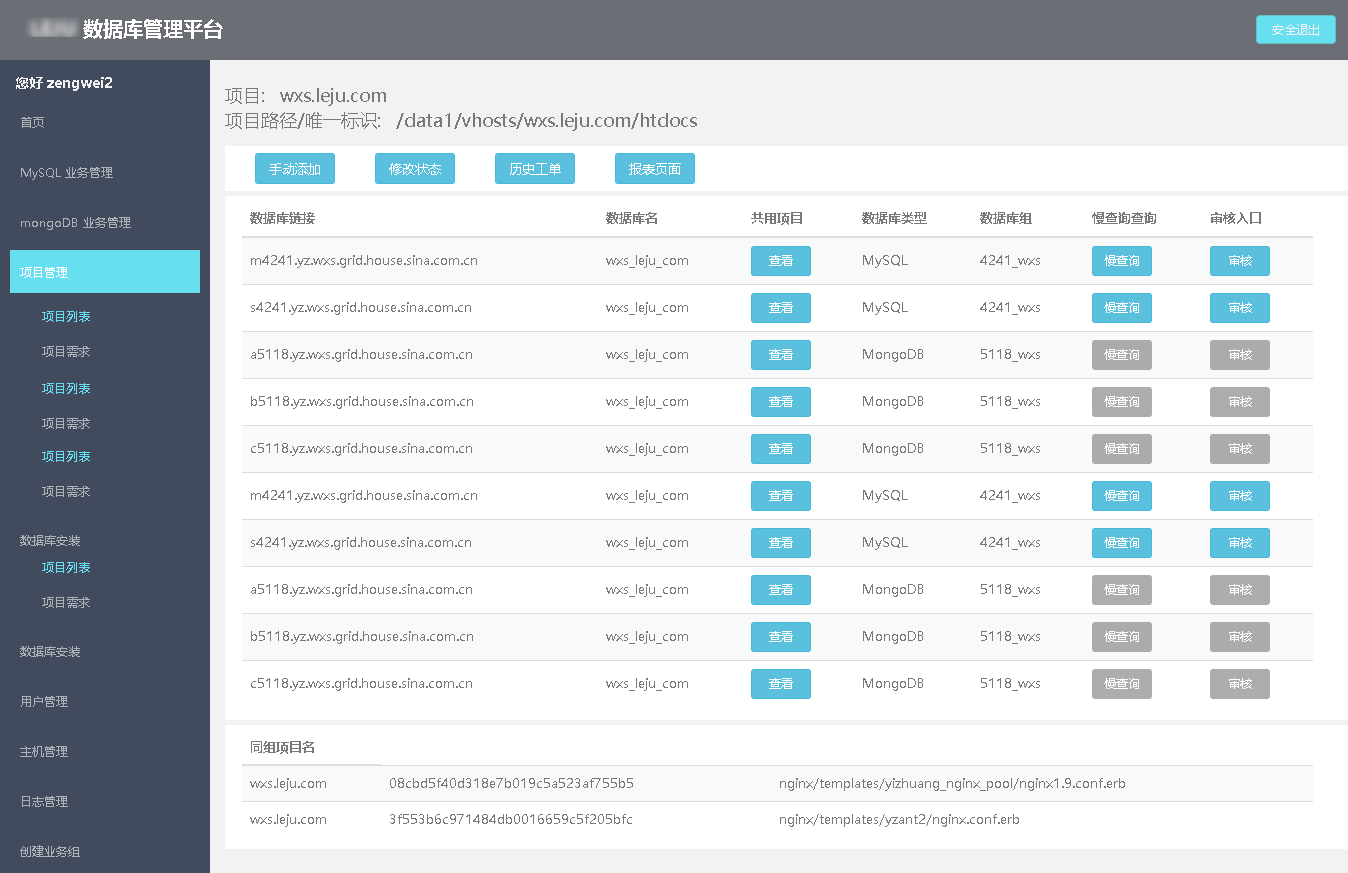 数据库管理平台
安全退出
您好 zengwei2
首页
MySQL 业务管理
mongoDB 业务管理
项目管理
项目列表
项目需求
项目列表
项目需求
项目列表
项目需求
数据库安装
项目列表
项目需求
数据库安装
用户管理
主机管理
日志管理
创建业务组
项目: wxs.leju.com
项目路径/唯一标识: /data1/vhosts/wxs.leju.com/htdocs
手动添加 修改状态 历史工单 报表页面
数据库链接 数据库名 共用项目 数据库类型 数据库组 慢查询查询 审核入口
m4241.yz.wxs.grid.house.sina.com.cn wxs_leju_com 查看 MySQL 4241_wxs 慢查询 审核
s4241.yz.wxs.grid.house.sina.com.cn wxs_leju_com 查看 MySQL 4241_wxs 慢查询 审核
a5118.yz.wxs.grid.house.sina.com.cn wxs_leju_com 查看 MongoDB 5118_wxs 慢查询 审核
b5118.yz.wxs.grid.house.sina.com.cn wxs_leju_com 查看 MongoDB 5118_wxs 慢查询 审核
c5118.yz.wxs.grid.house.sina.com.cn wxs_leju_com 查看 MongoDB 5118_wxs 慢查询 审核
m4241.yz.wxs.grid.house.sina.com.cn wxs_leju_com 查看 MySQL 4241_wxs 慢查询 审核
s4241.yz.wxs.grid.house.sina.com.cn wxs_leju_com 查看 MySQL 4241_wxs 慢查询 审核
a5118.yz.wxs.grid.house.sina.com.cn wxs_leju_com 查看 MongoDB 5118_wxs 慢查询 审核
b5118.yz.wxs.grid.house.sina.com.cn wxs_leju_com 查看 MongoDB 5118_wxs 慢查询 审核
c5118.yz.wxs.grid.house.sina.com.cn wxs_leju_com 查看 MongoDB 5118_wxs 慢查询 审核
同组项目名
wxs.leju.com 08cbd5f40d318e7b019c5a523af755b5 nginx/templates/yizhuang_nginx_pool/nginx1.9.conf.erb
wxs.leju.com 3f553b6c971484db0016659c5f205bfc nginx/templates/yzant2/nginx.conf.erb